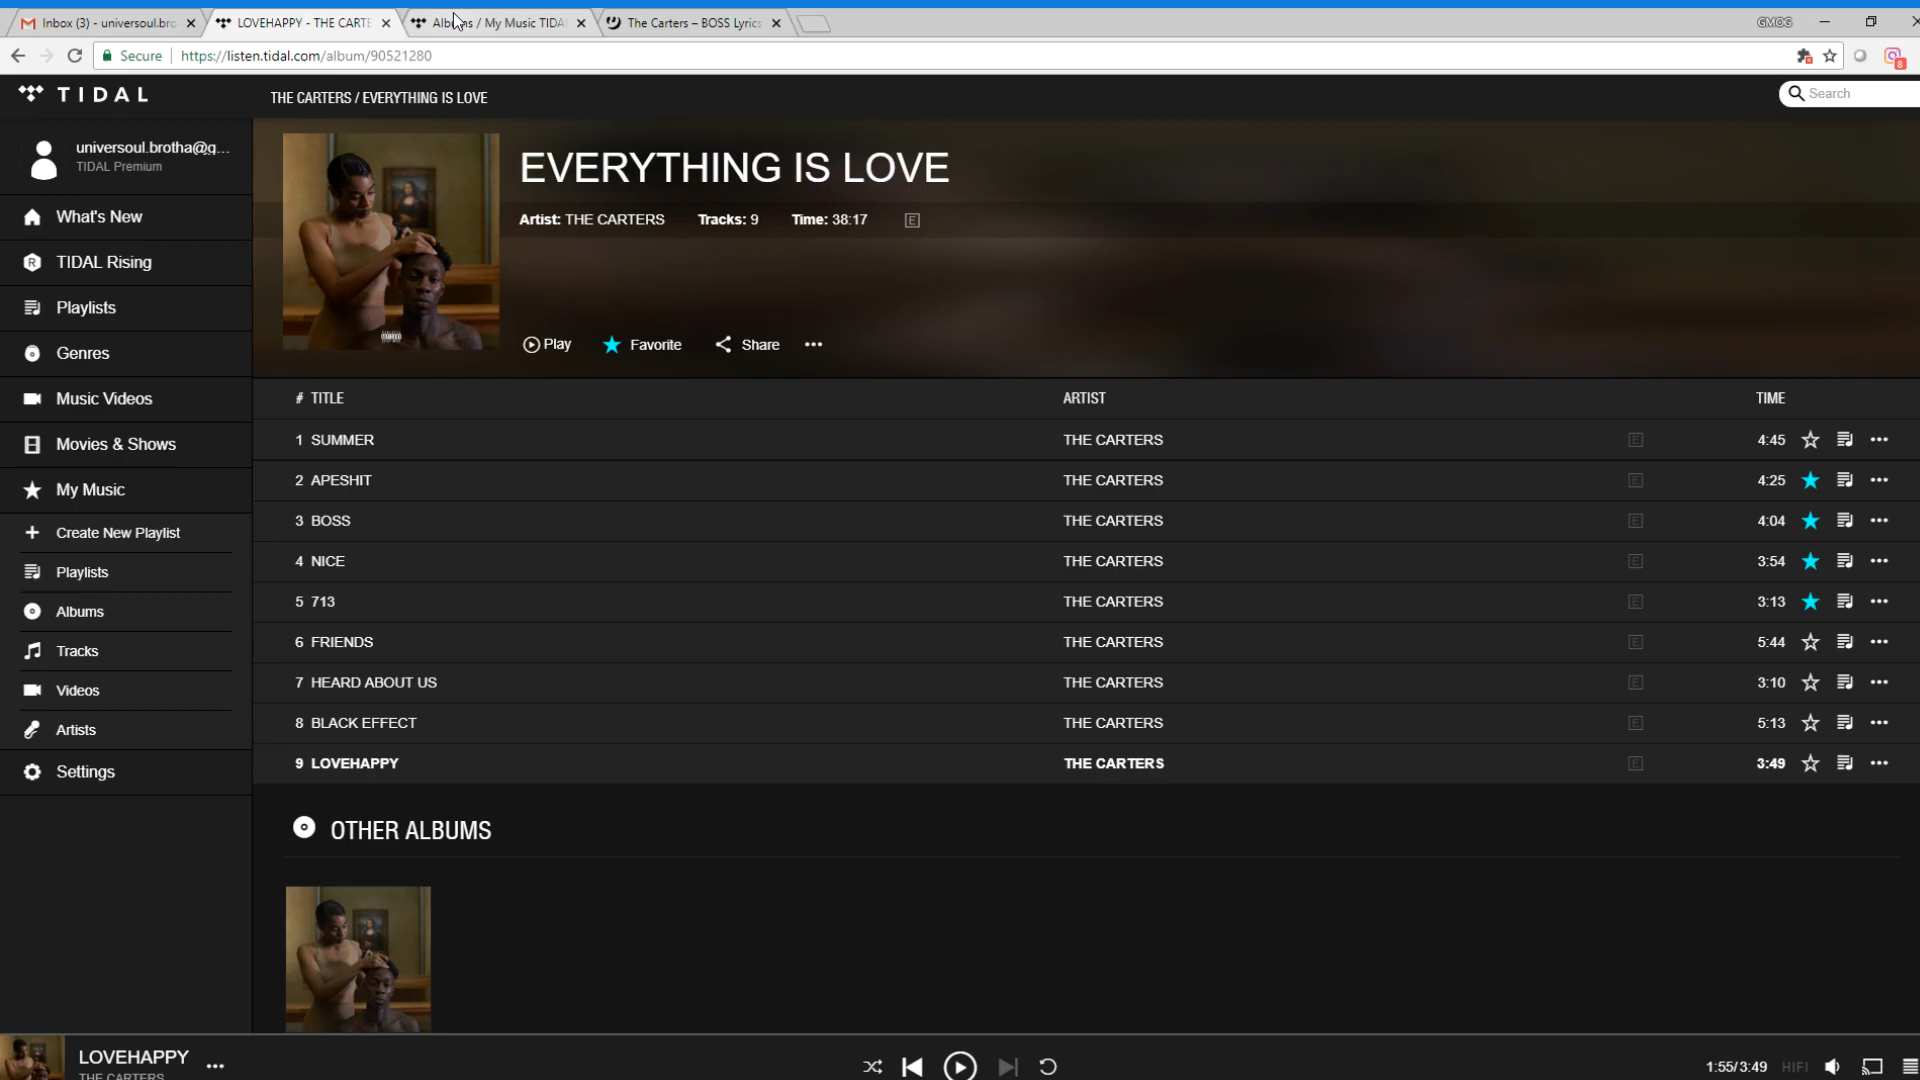 Inbox (3) - universoul.bro
LOVEHAPPY - THE CARTE
Albums / My Music TIDA
The Carters – BOSS Lyrics
GMOG
Secure
https://listen.tidal.com/album/90521280
8
TIDAL
THE CARTERS / EVERYTHING IS LOVE
Search
universoul.brotha@g...
TIDAL Premium
What's New
R
TIDAL Rising
Playlists
Genres
Music Videos
Movies & Shows
My Music
Create New Playlist
Playlists
Albums
Tracks
Videos
Artists
Settings
EVERYTHING IS LOVE
Artist: THE CARTERS Tracks: 9 Time: 38:17 E
Play Favorite Share
# TITLE ARTIST TIME
1 SUMMER THE CARTERS E 4:45
2 APESHIT THE CARTERS E 4:25
3 BOSS THE CARTERS E 4:04
4 NICE THE CARTERS E 3:54
5 713 THE CARTERS E 3:13
6 FRIENDS THE CARTERS E 5:44
7 HEARD ABOUT US THE CARTERS E 3:10
8 BLACK EFFECT THE CARTERS E 5:13
9 LOVEHAPPY THE CARTERS E 3:49
OTHER ALBUMS
LOVEHAPPY
THE CARTERS
1:55/3:49 HIFI